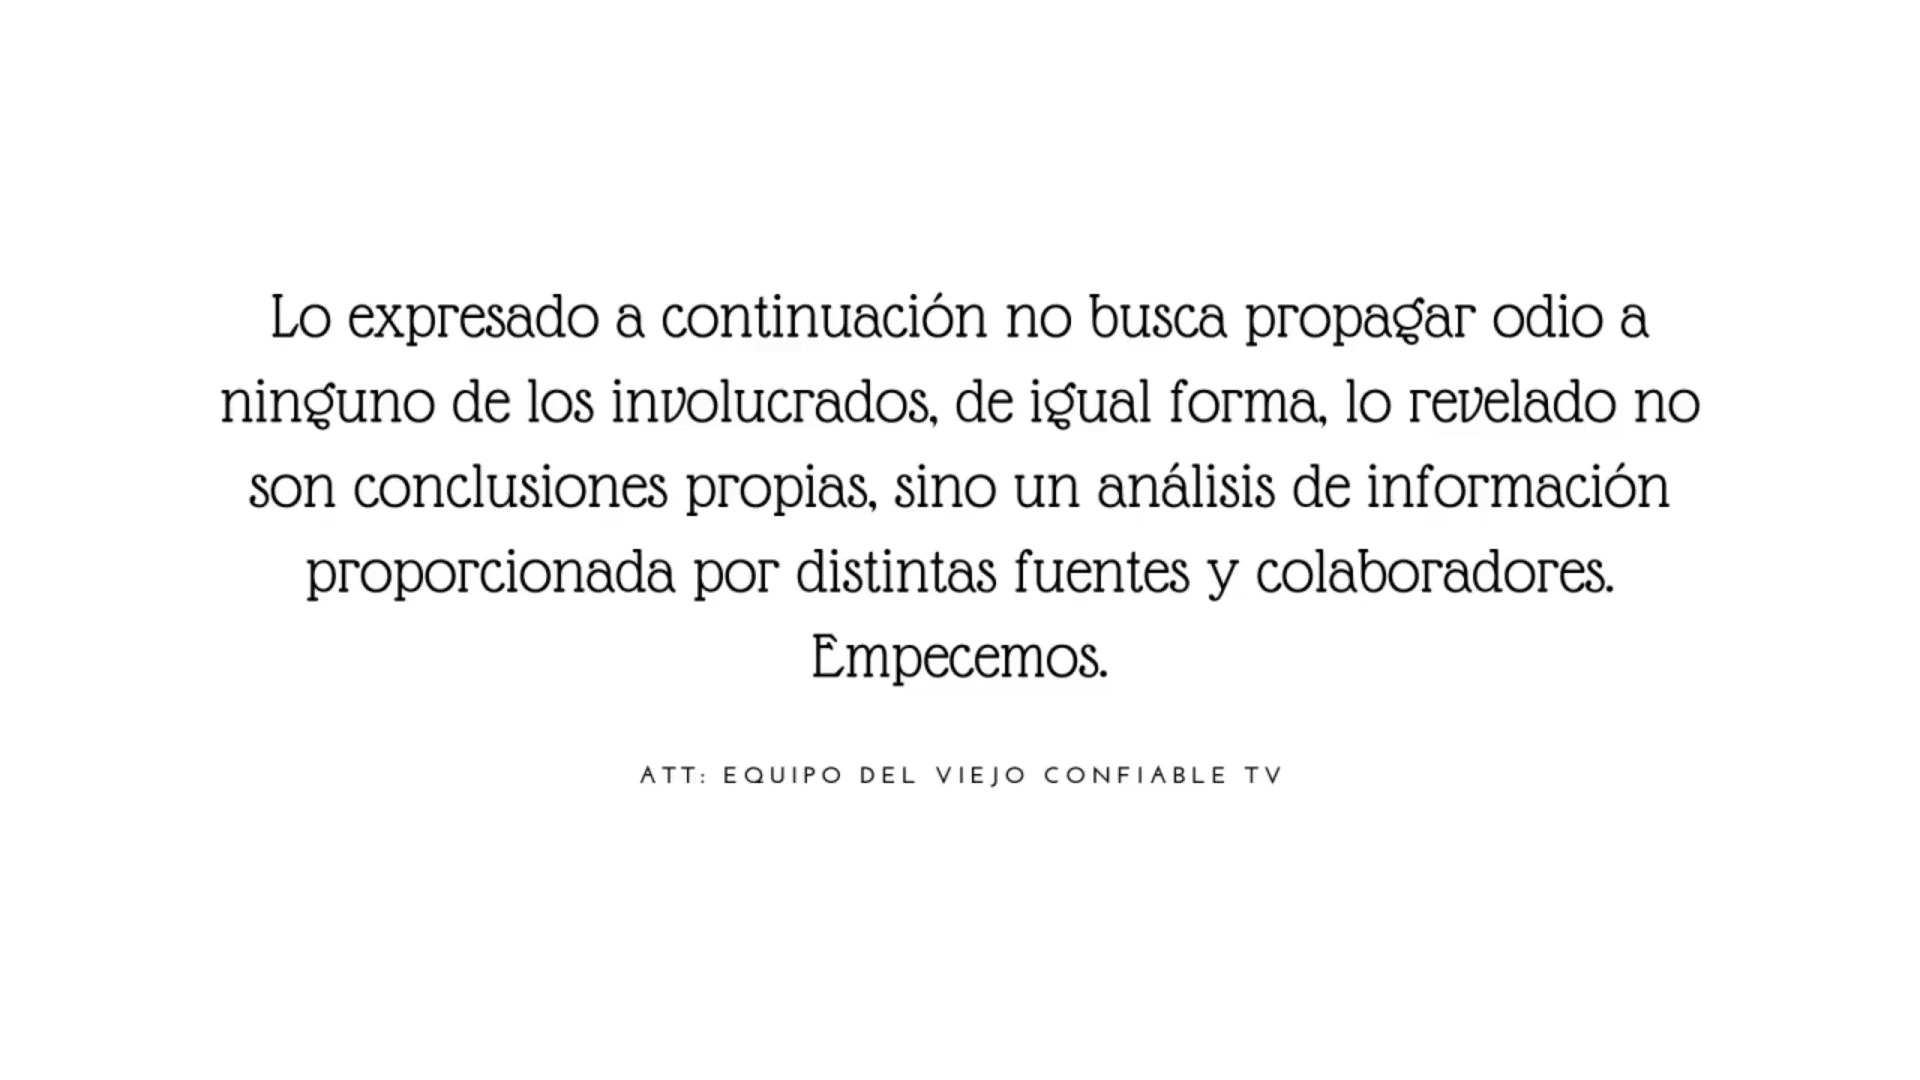 Lo expresado a continuación no busca propagar odio a
ninguno de los involucrados, de igual forma, lo revelado no
son conclusiones propias, sino un análisis de información
proporcionada por distintas fuentes y colaboradores.
Empecemos.
ATT: EQUIPO DEL VIEJO CONFIABLE TV